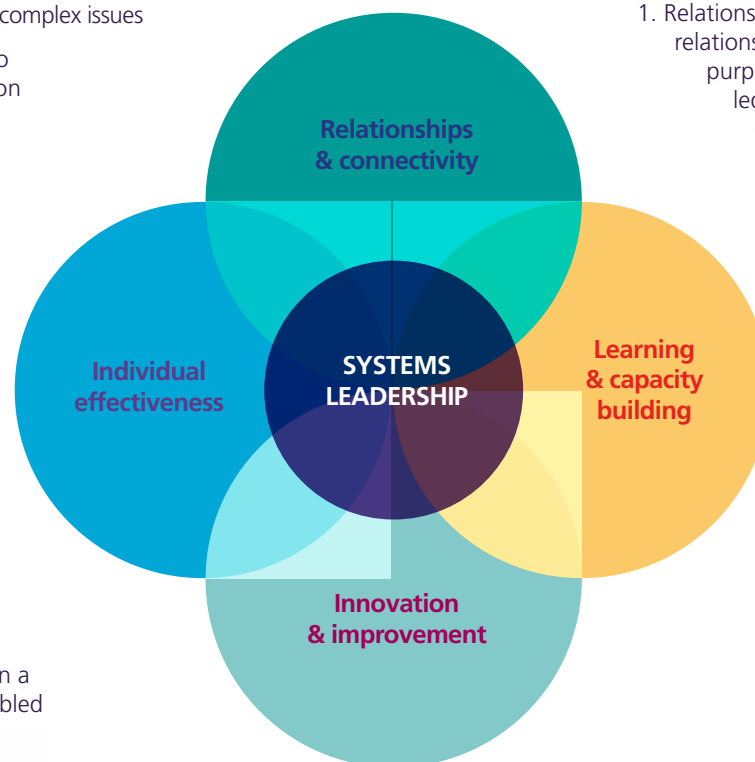 complex issues
on
1. Relations
relations
purp
Relationships
& connectivity
Individual
effectiveness
SYSTEMS
LEADERSHIP
Learning
& capacity
building
Innovation
& improvement
n a
bled